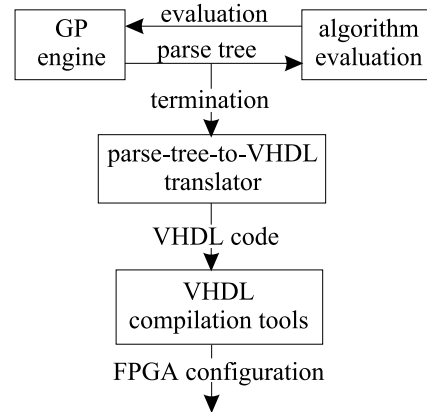 evaluation
GP
engine
parse tree
algorithm
evaluation
termination
parse-tree-to-VHDL
translator
VHDL code
VHDL
compilation tools
FPGA configuration